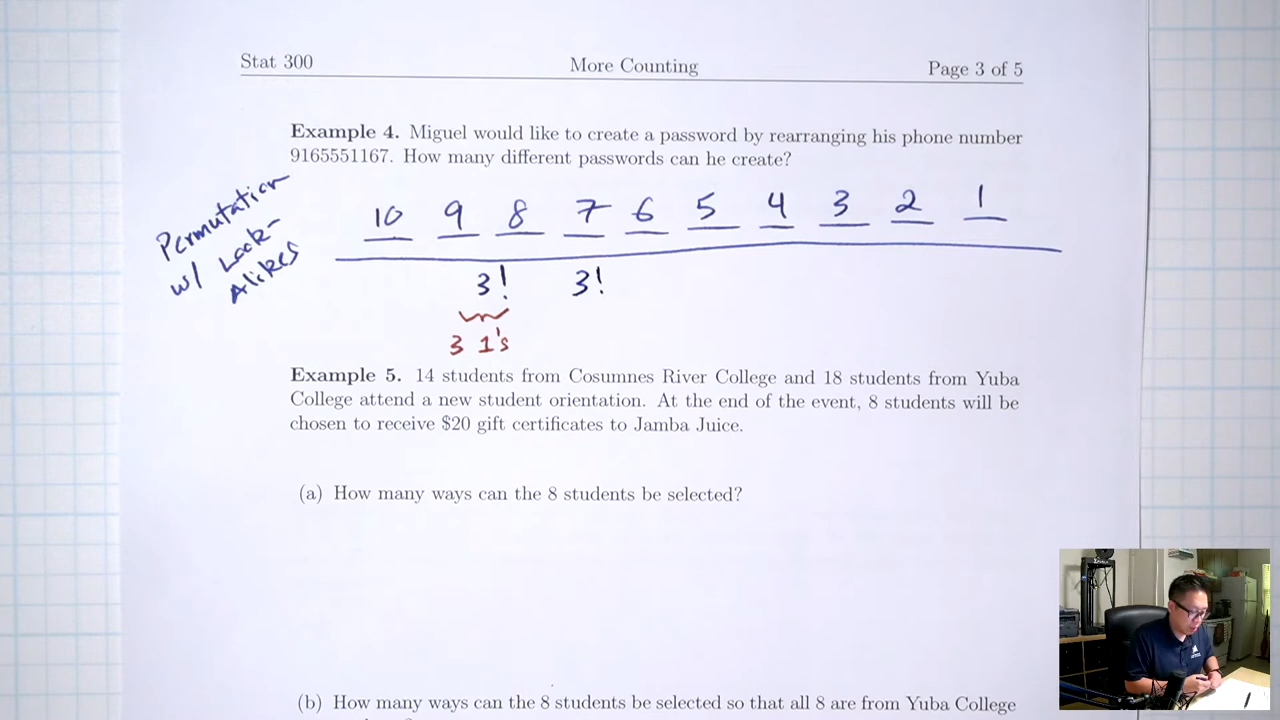 Stat 300 More Counting Page 3 of 5
Example 4. Miguel would like to create a password by rearranging his phone number
9165551167. How many different passwords can he create?
Permutation
w/ Look-
Alikes
10 9 8 7 6 5 4 3 2 1
3! 3!
3 1's
Example 5. 14 students from Cosumnes River College and 18 students from Yuba
College attend a new student orientation. At the end of the event, 8 students will be
chosen to receive $20 gift certificates to Jamba Juice.
(a) How many ways can the 8 students be selected?
(b) How many ways can the 8 students be selected so that all 8 are from Yuba College